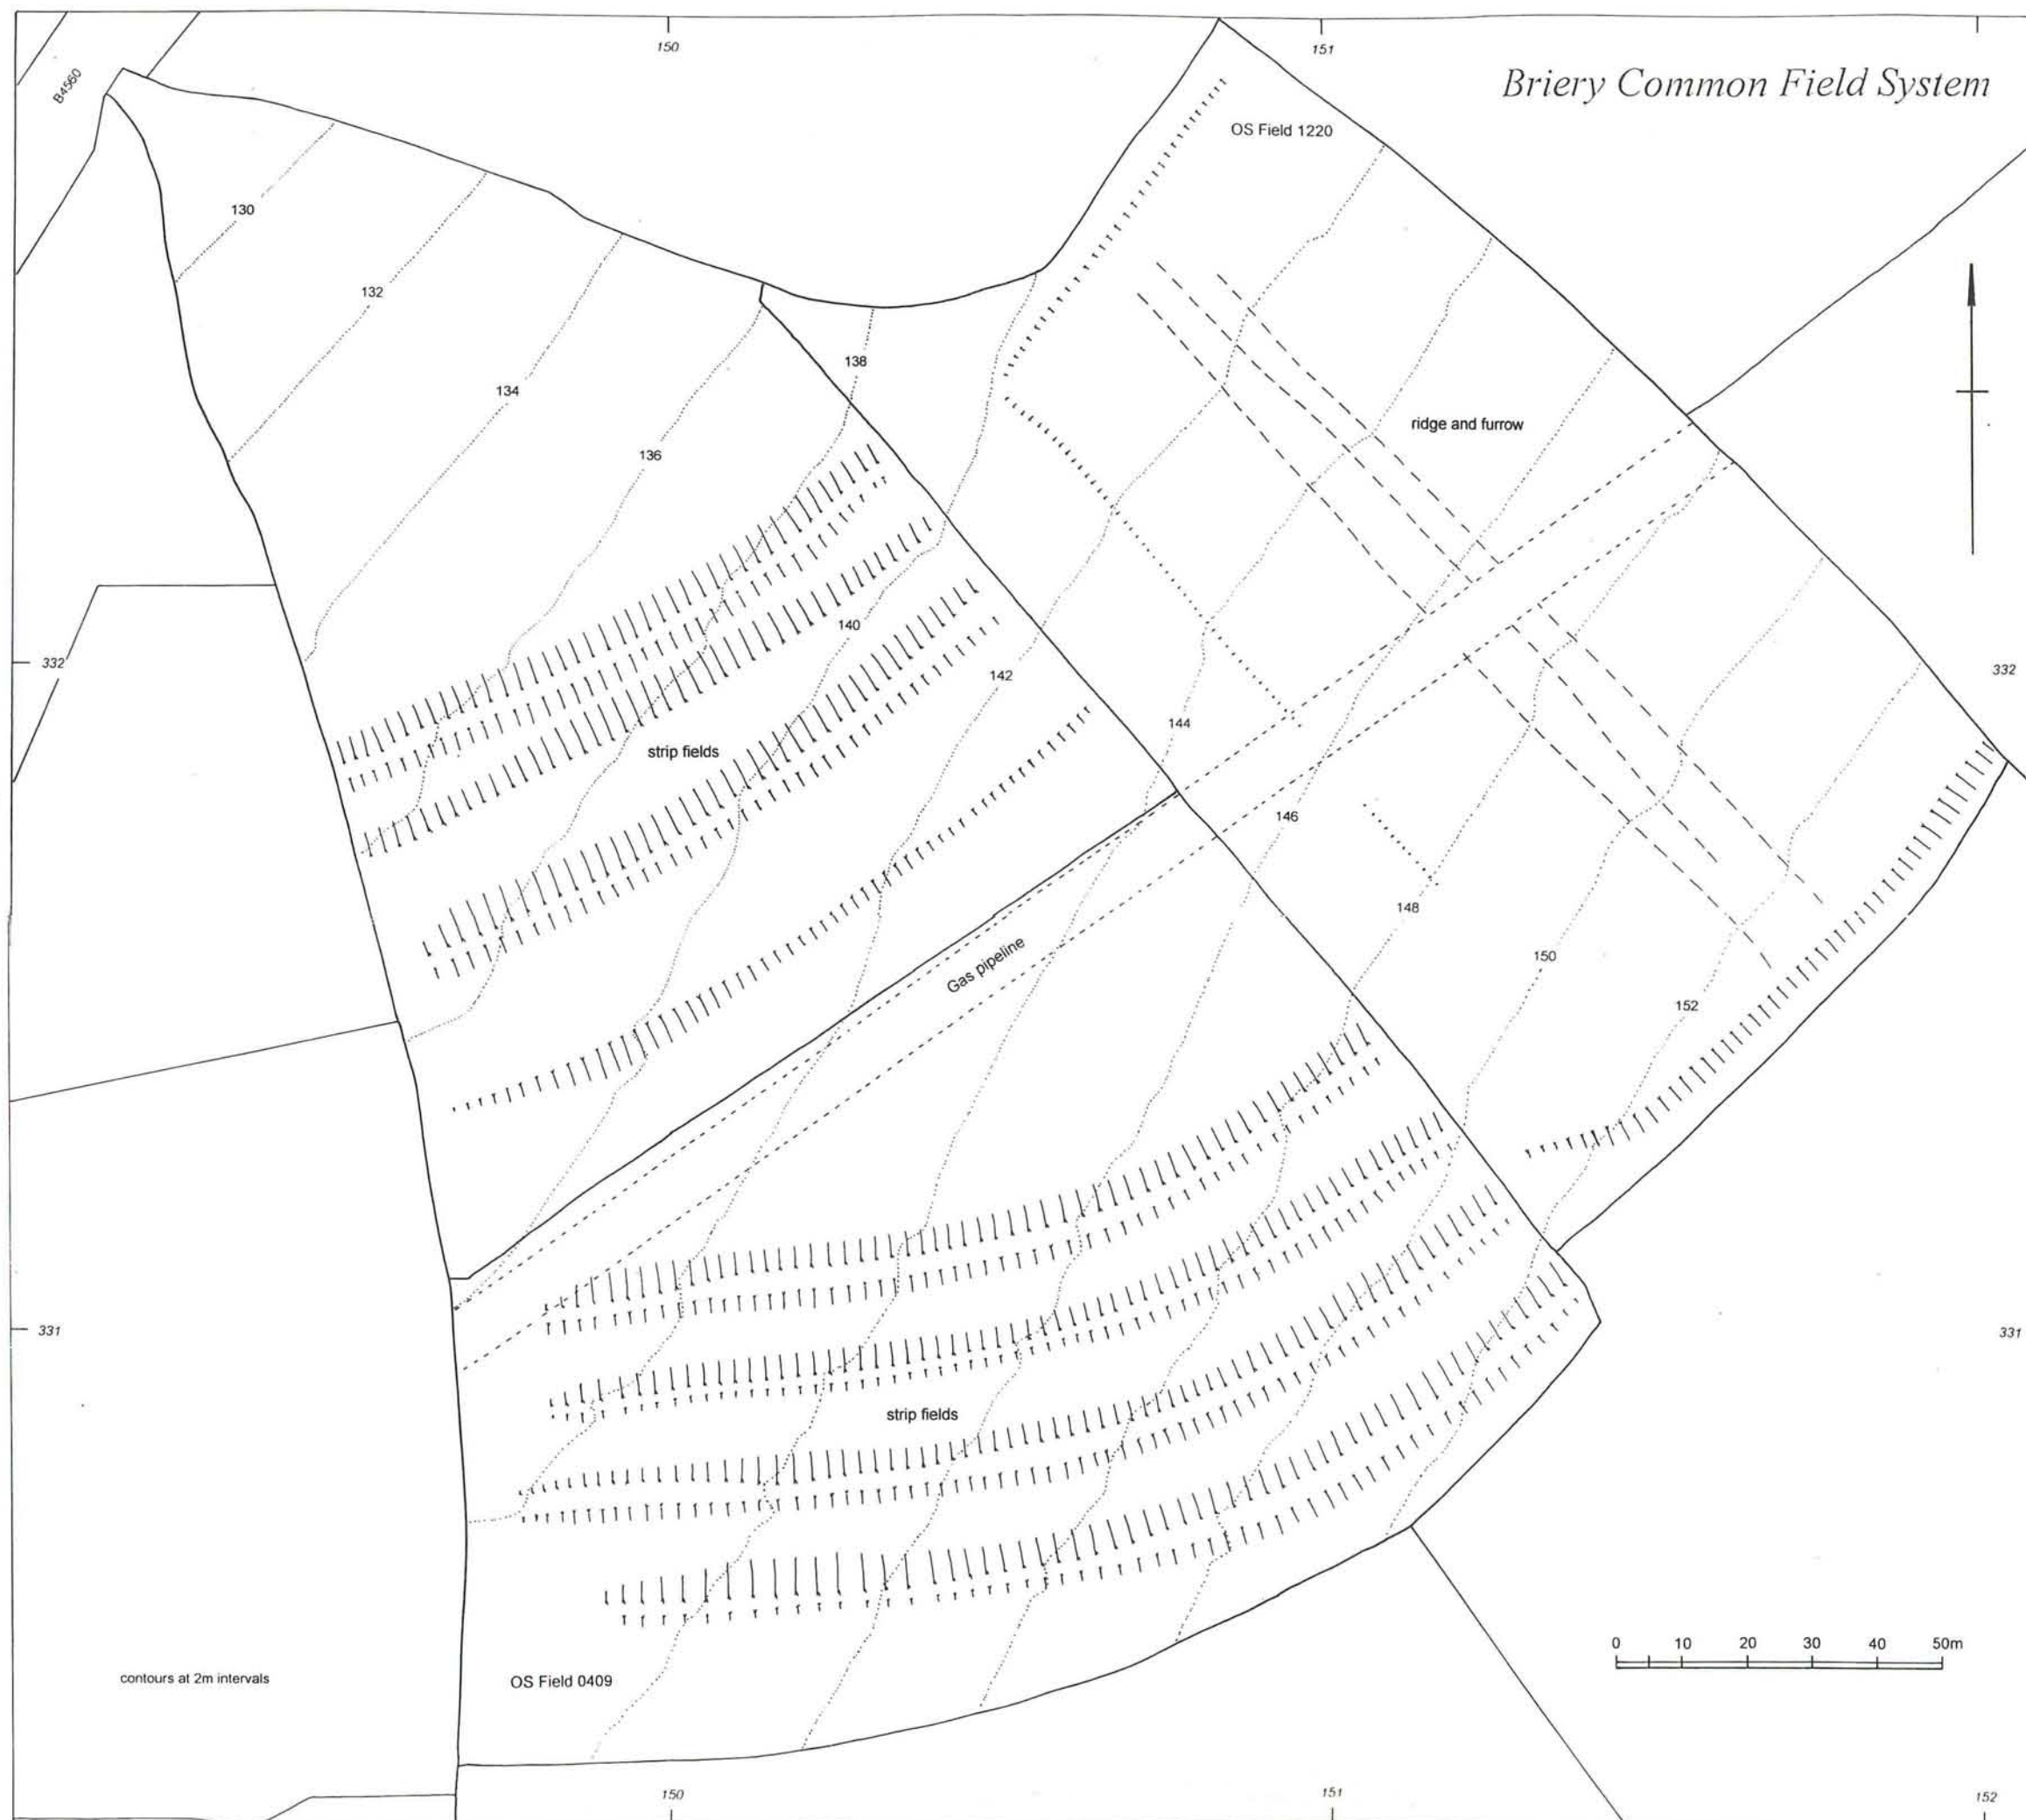 150
151
B4560
Briery Common Field System
OS Field 1220
130
132
138
134
ridge and furrow
136
140
332
332
142
144
strip fields
146
148
Gas pipeline
150
152
331
331
strip fields
0 10 20 30 40 50m
contours at 2m intervals
OS Field 0409
150
151
152